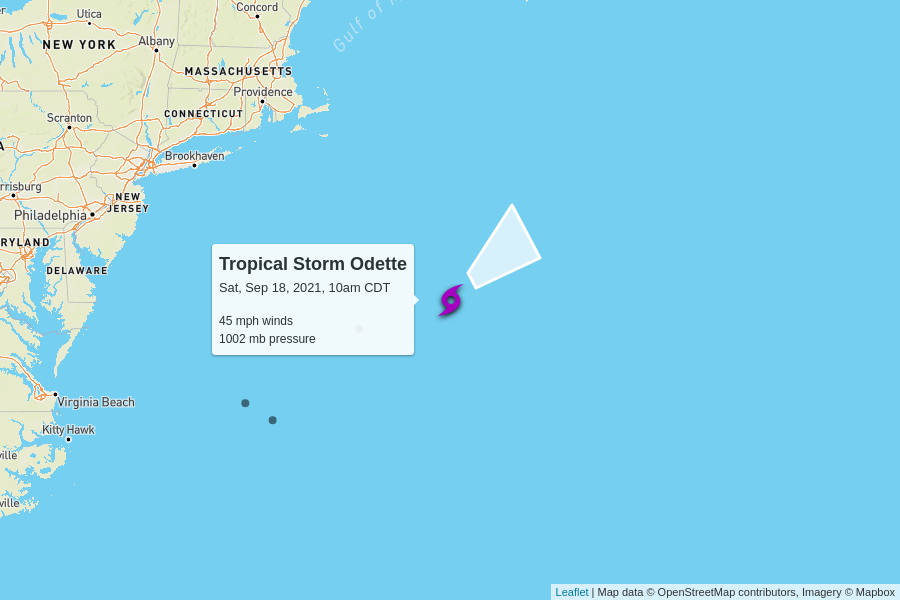 Utica
Concord
Albany
NEW YORK
MASSACHUSETTS
Providence
CONNECTICUT
Scranton
Brookhaven
rrisburg
NEW
JERSEY
Philadelphia
RYLAND
DELAWARE
Tropical Storm Odette
Sat, Sep 18, 2021, 10am CDT
45 mph winds
1002 mb pressure
Virginia Beach
Kitty Hawk
ville
ville
Leaflet | Map data © OpenStreetMap contributors, Imagery © Mapbox